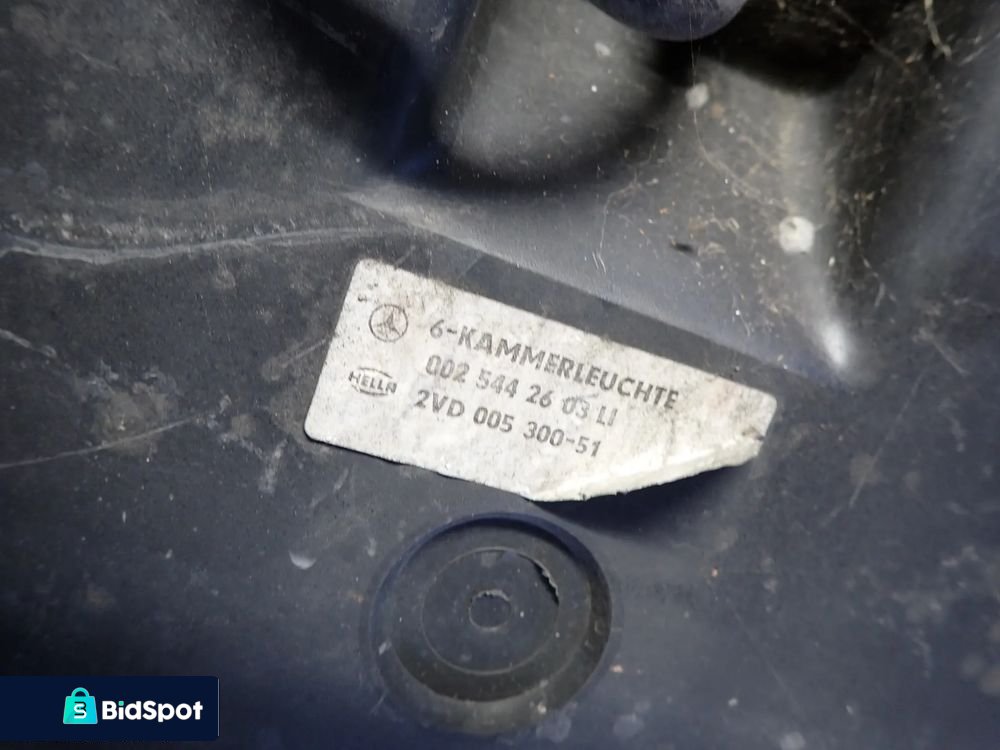 6-KAMMERLEUCHTE
002 544 26 03 LI
HELLA
2VD 005 300-51
BidSpot